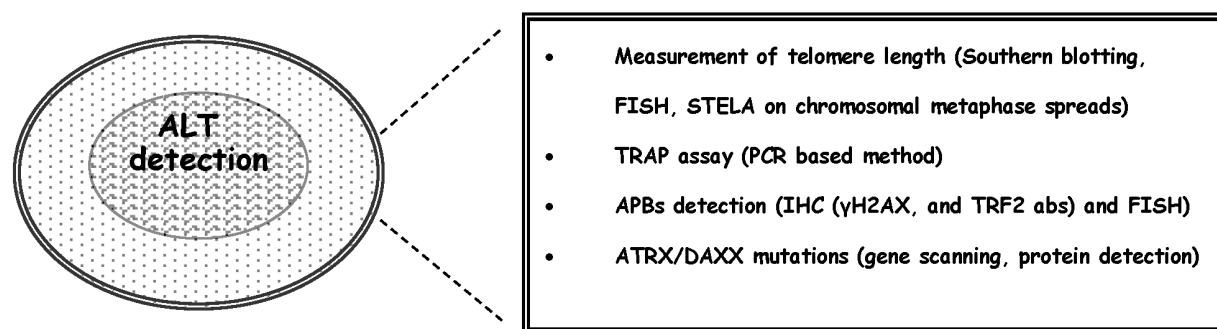 ALT
detection
• Measurement of telomere length (Southern blotting,
FISH, STELA on chromosomal metaphase spreads)
• TRAP assay (PCR based method)
• APBs detection (IHC (γH2AX, and TRF2 abs) and FISH)
• ATRX/DAXX mutations (gene scanning, protein detection)